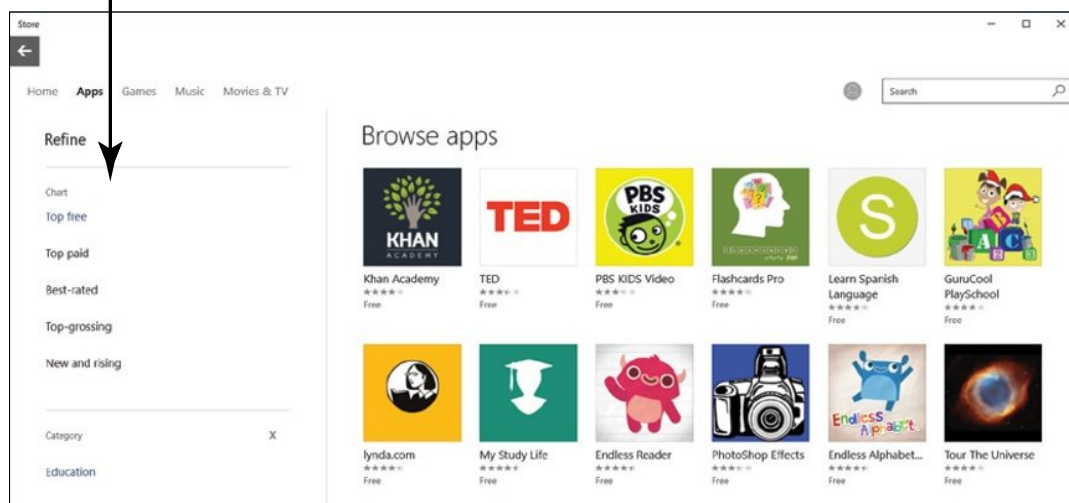 Store
Home Apps Games Music Movies & TV
Search
Refine
Chart
Top free
Top paid
Best-rated
Top-grossing
New and rising
Category X
Education
Browse apps
KHAN
ACADEMY
TED
PBS
KIDS
FLASHCARDS
S
A B C
Khan Academy
TED
PBS KIDS Video
Flashcards Pro
Learn Spanish
Language
GuruCool
PlaySchool
Free
Free
Free
Free
Free
Free
Endless
Alphabet
lynda.com
My Study Life
Endless Reader
PhotoShop Effects
Endless Alphabet...
Tour The Universe
Free
Free
Free
Free
Free
Free